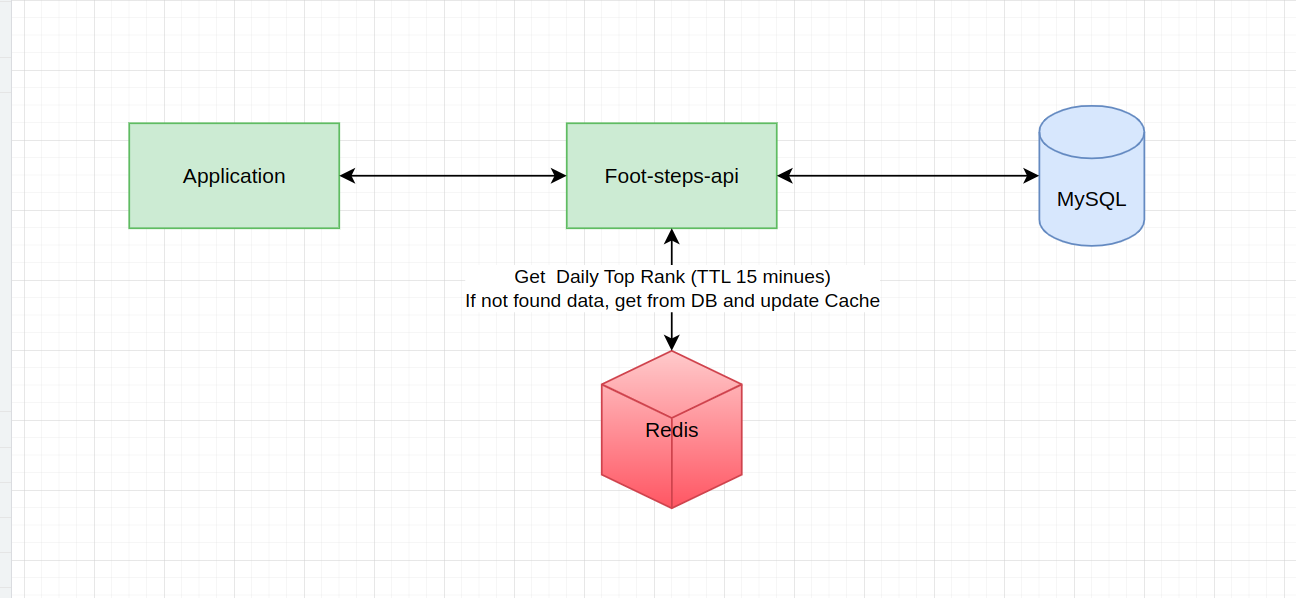 Application
Foot-steps-api
MySQL
Get  Daily Top Rank (TTL 15 minues)
If not found data, get from DB and update Cache
Redis